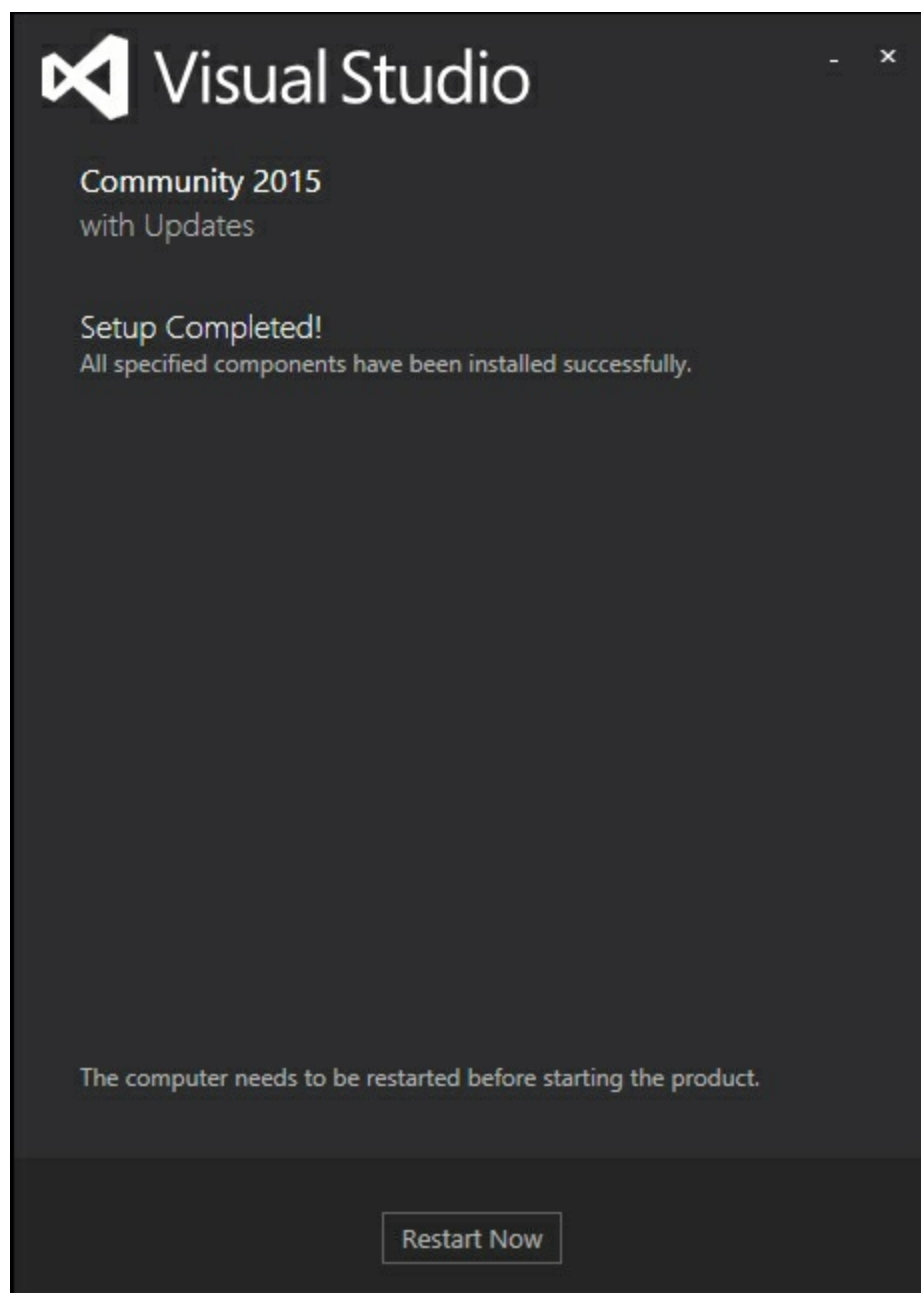 Visual Studio
Community 2015
with Updates
Setup Completed!
All specified components have been installed successfully.
The computer needs to be restarted before starting the product.
Restart Now